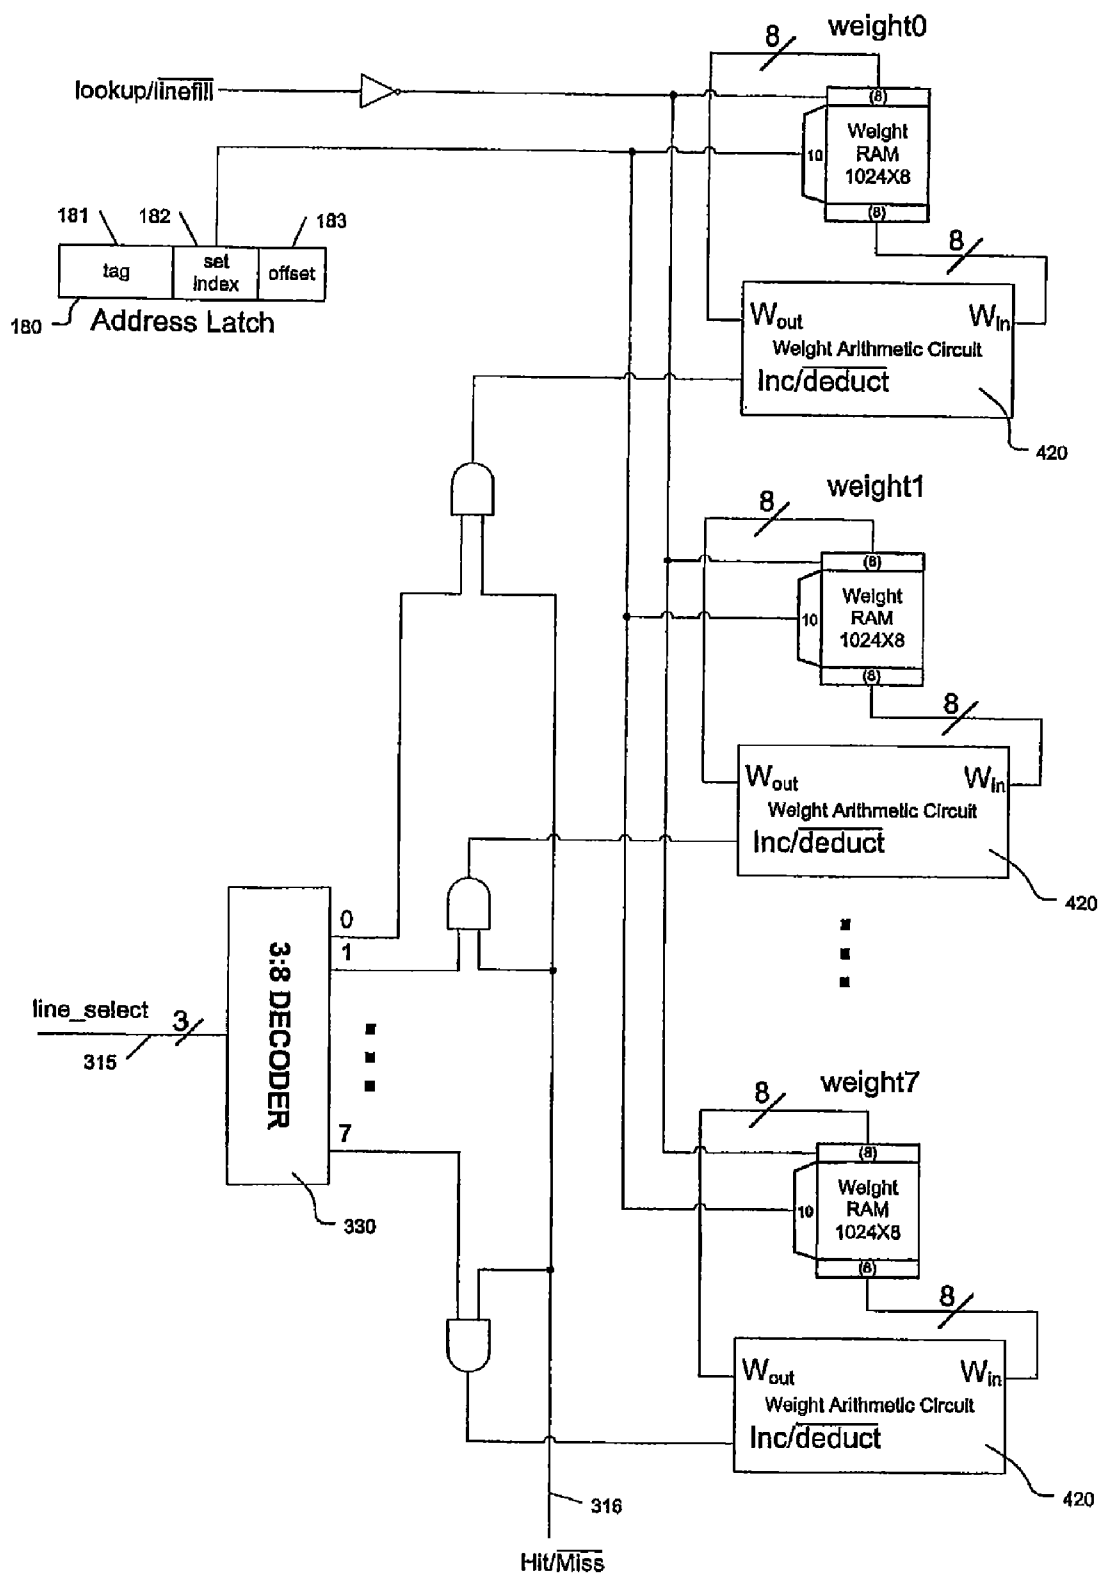 weight0
8
lookup/linefill
(8)
Weight
RAM
1024X8
10
(8)
181
182
183
tag
set
index
offset
180
Address Latch
8
Wout
Win
Weight Arithmetic Circuit
Inc/deduct
420
weight1
8
(8)
Weight
RAM
1024X8
10
(8)
8
Wout
Win
Weight Arithmetic Circuit
Inc/deduct
420
0
1
line_select
3
315
3:8 DECODER
7
330
weight7
8
(8)
Weight
RAM
1024X8
10
(8)
8
Wout
Win
Weight Arithmetic Circuit
Inc/deduct
420
316
Hit/Miss